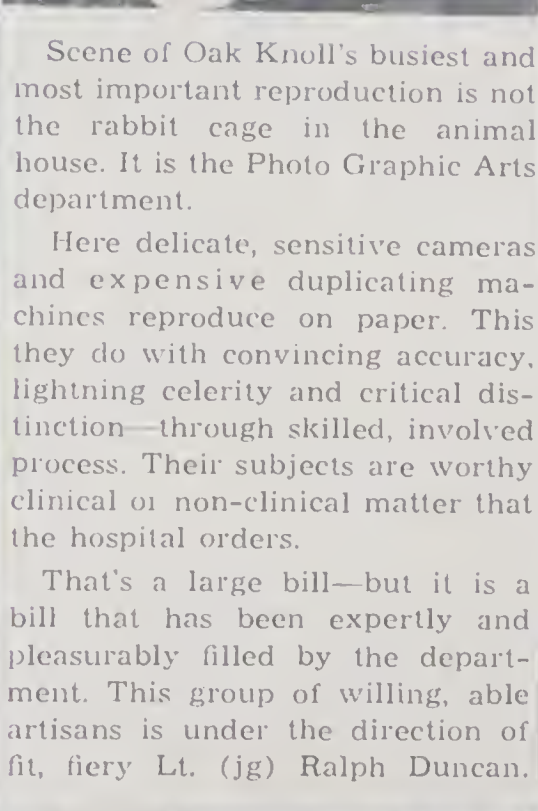 Scene of Oak Knoll's busiest and
most important reproduction is not
the rabbit cage in the animal
house. It is the Photo Graphic Arts
department.
Here delicate, sensitive cameras
and expensive duplicating ma-
chines reproduce on paper. This
they do with convincing accuracy,
lightning celerity and critical dis-
tinction—through skilled, involved
process. Their subjects are worthy
clinical or non-clinical matter that
the hospital orders.
That's a large bill—but it is a
bill that has been expertly and
pleasurably filled by the depart-
ment. This group of willing, able
artisans is under the direction of
fit, fiery Lt. (jg) Ralph Duncan.